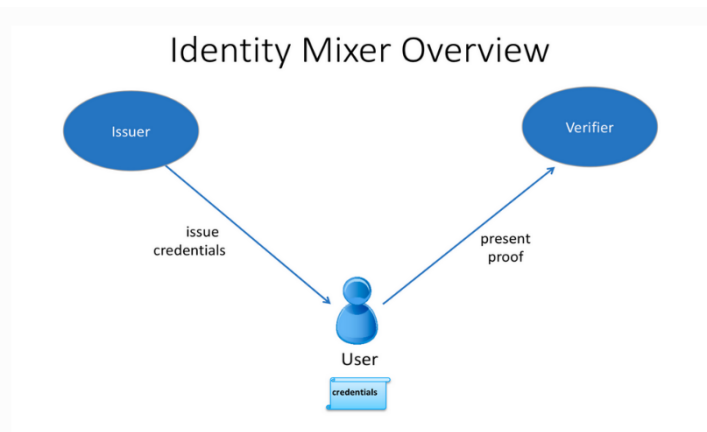 Identity Mixer Overview
Issuer
Verifier
issue
credentials
present
proof
User
credentials